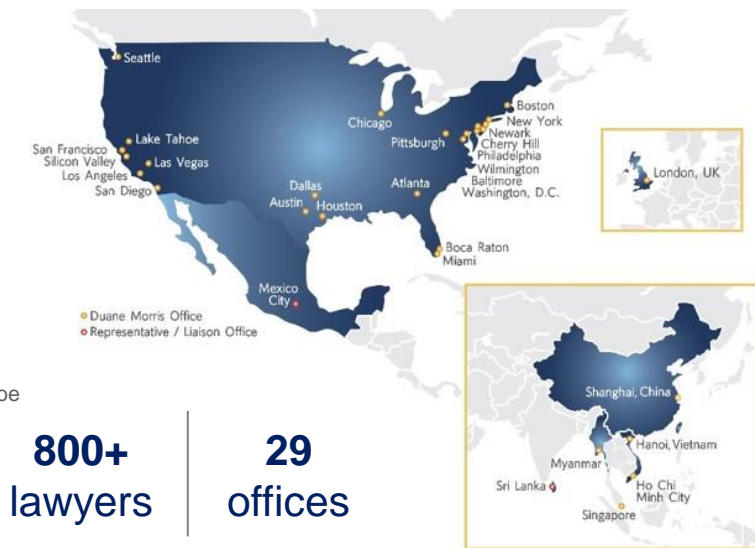 Seattle
Boston
New York
Newark
Cherry Hill
Philadelphia
Wilmington
Baltimore
Washington, D.C.
Chicago
Pittsburgh
Lake Tahoe
San Francisco
Silicon Valley
Las Vegas
Los Angeles
San Diego
Dallas
Austin
Houston
Atlanta
London, UK
Boca Raton
Miami
Mexico
City
Duane Morris Office
Representative / Liaison Office
Shanghai, China
Hanoi, Vietnam
Myanmar
Sri Lanka
Ho Chi
Minh City
Singapore
oe
800+
lawyers
29
offices